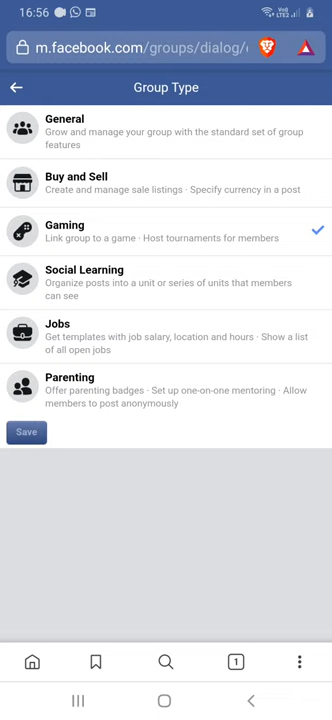 16:56
Vo))
LTE2
m.facebook.com/groups/dialog/
Group Type
General
Grow and manage your group with the standard set of group
features
Buy and Sell
Create and manage sale listings · Specify currency in a post
Gaming
Link group to a game · Host tournaments for members
Social Learning
Organize posts into a unit or series of units that members
can see
Jobs
Get templates with job salary, location and hours · Show a list
of all open jobs
Parenting
Offer parenting badges · Set up one-on-one mentoring · Allow
members to post anonymously
Save
1